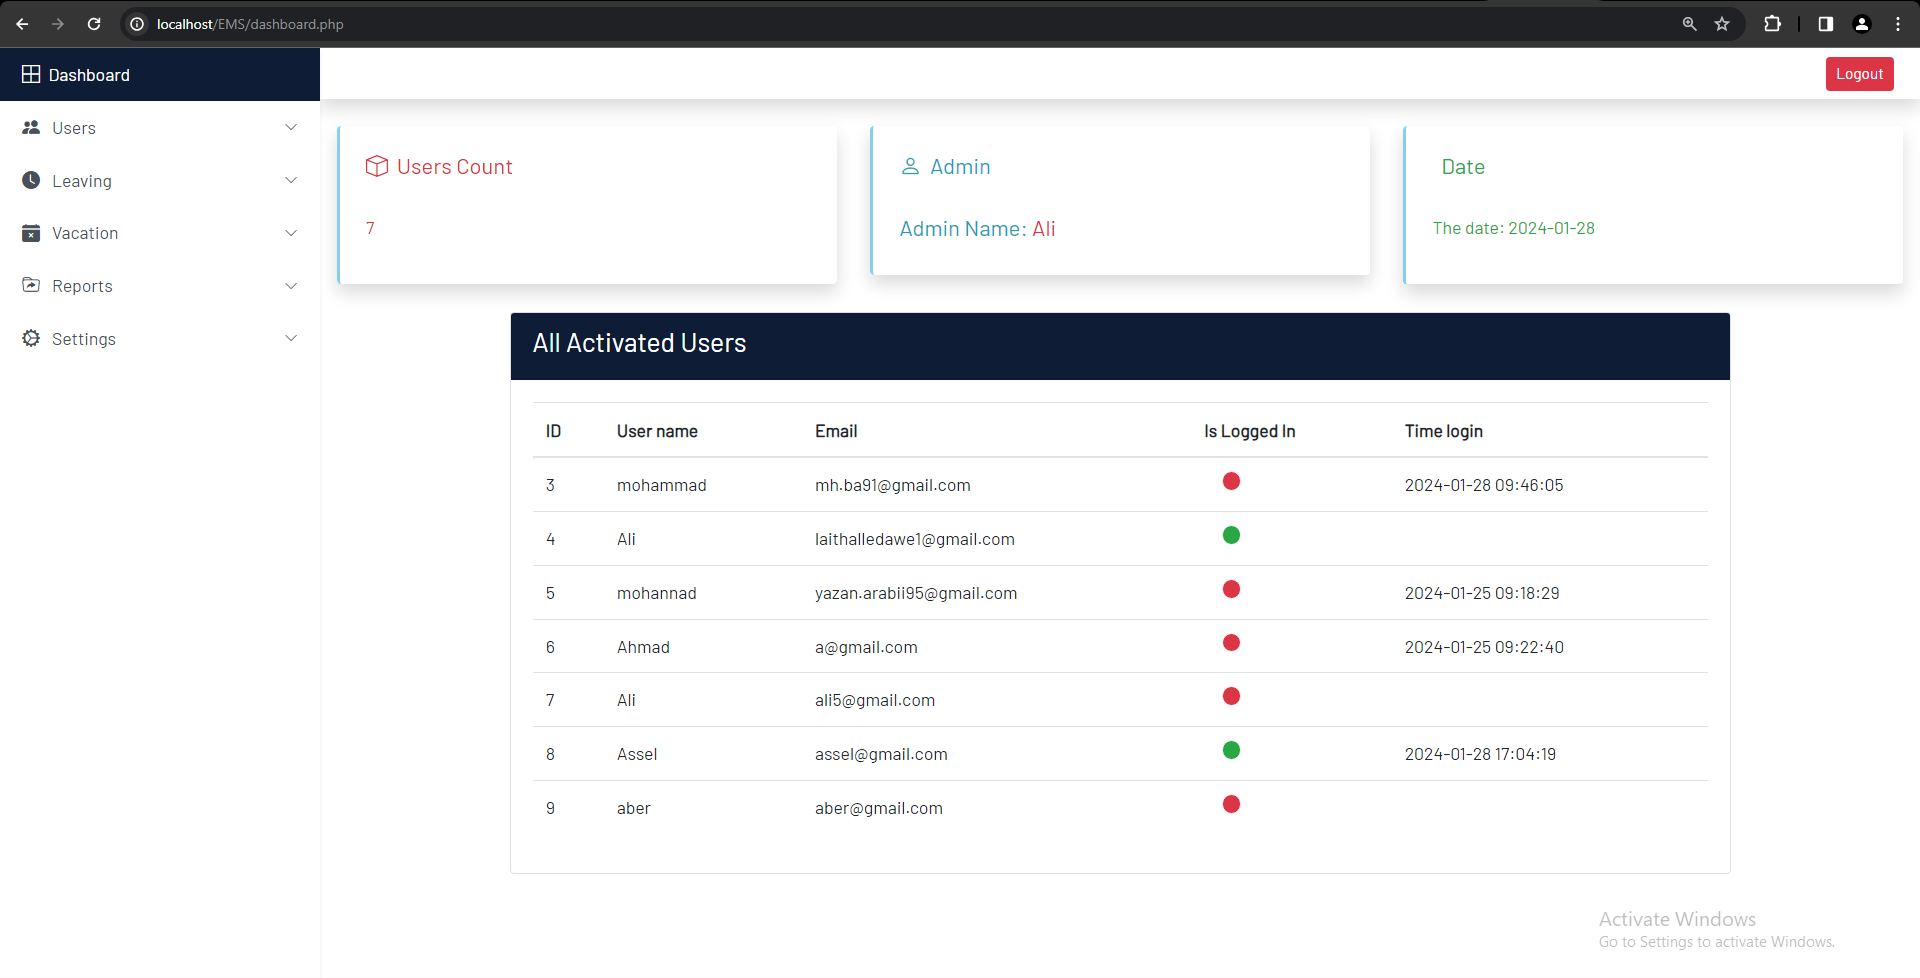 localhost/EMS/dashboard.php
Dashboard
Logout
Users
Leaving
Vacation
Reports
Settings
Users Count
7
Admin
Admin Name: Ali
Date
The date: 2024-01-28
All Activated Users
ID User name Email Is Logged In Time login
3 mohammad mh.ba91@gmail.com 2024-01-28 09:46:05
4 Ali laithalledawe1@gmail.com
5 mohannad yazan.arabii95@gmail.com 2024-01-25 09:18:29
6 Ahmad a@gmail.com 2024-01-25 09:22:40
7 Ali ali5@gmail.com
8 Assel assel@gmail.com 2024-01-28 17:04:19
9 aber aber@gmail.com
Activate Windows
Go to Settings to activate Windows.